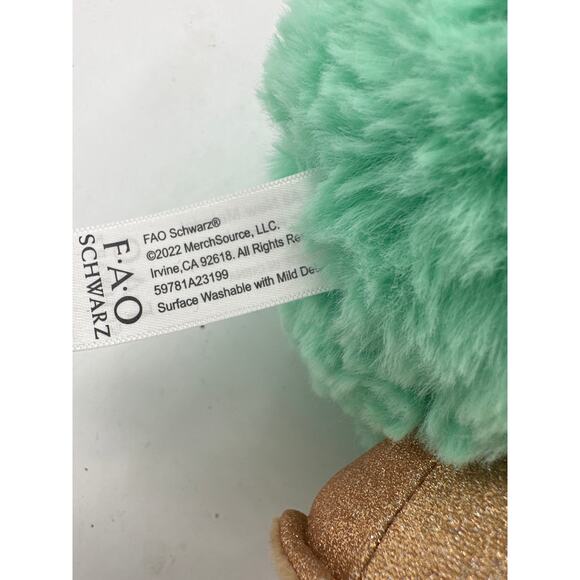 F·A·O
SCHWARZ
FAO Schwarz®
©2022 MerchSource, LLC.
Irvine,CA 92618. All Rights Re
59781A23199
Surface Washable with Mild De